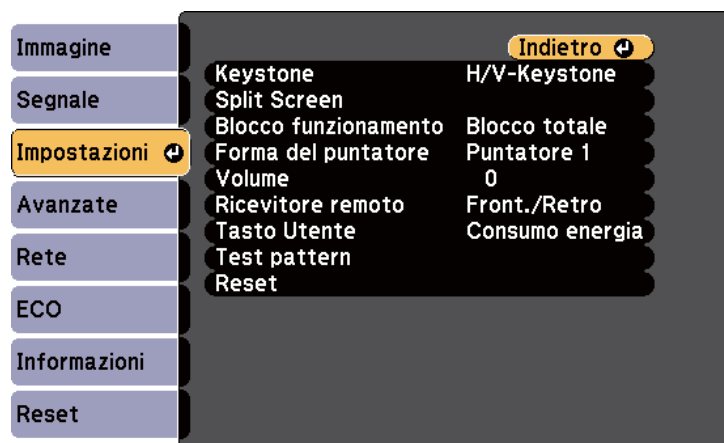 Immagine
Segnale
Impostazioni
Avanzate
Rete
ECO
Informazioni
Reset
Indietro
Keystone H/V-Keystone
Split Screen
Blocco funzionamento Blocco totale
Forma del puntatore Puntatore 1
Volume 0
Ricevitore remoto Front./Retro
Tasto Utente Consumo energia
Test pattern
Reset